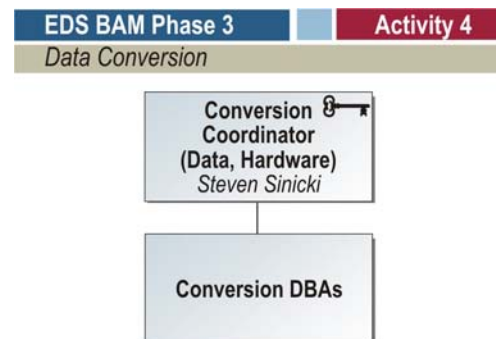 EDS BAM Phase 3
Activity 4
Data Conversion
Conversion
Coordinator
(Data, Hardware)
Steven Sinicki
Conversion DBAs